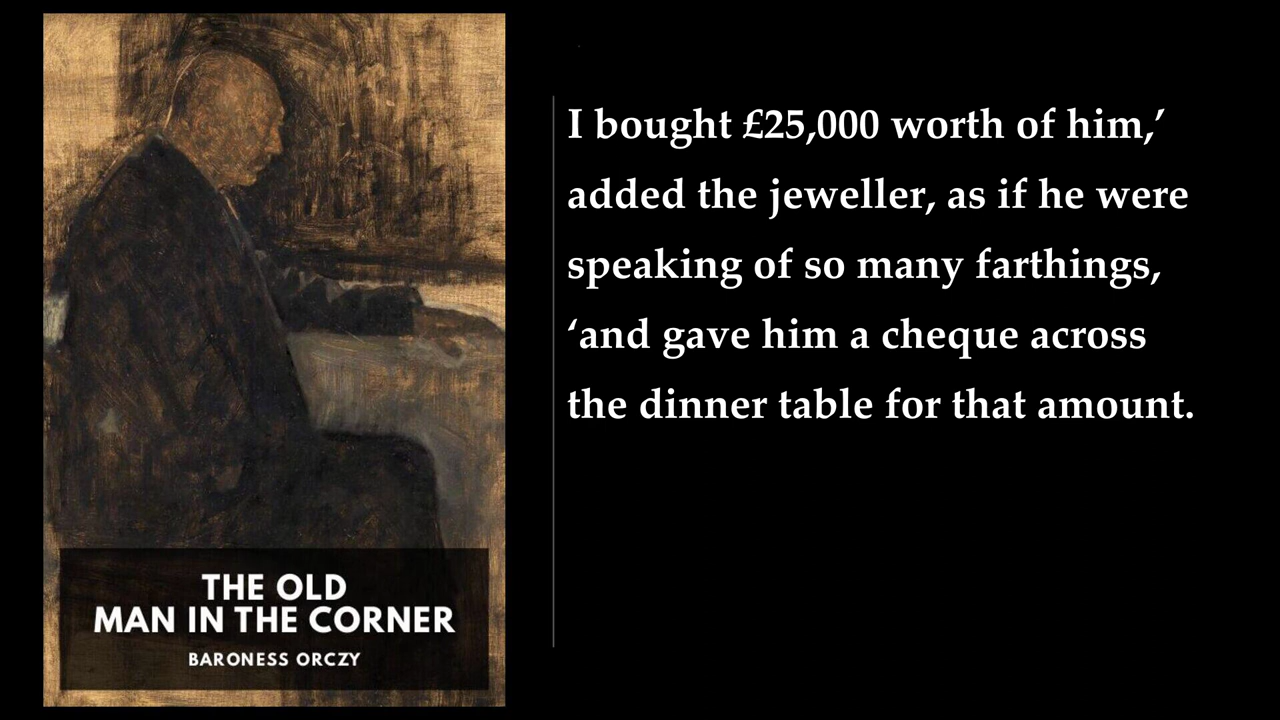 THE OLD
MAN IN THE CORNER
BARONESS ORCZY
I bought £25,000 worth of him,’
added the jeweller, as if he were
speaking of so many farthings,
‘and gave him a cheque across
the dinner table for that amount.